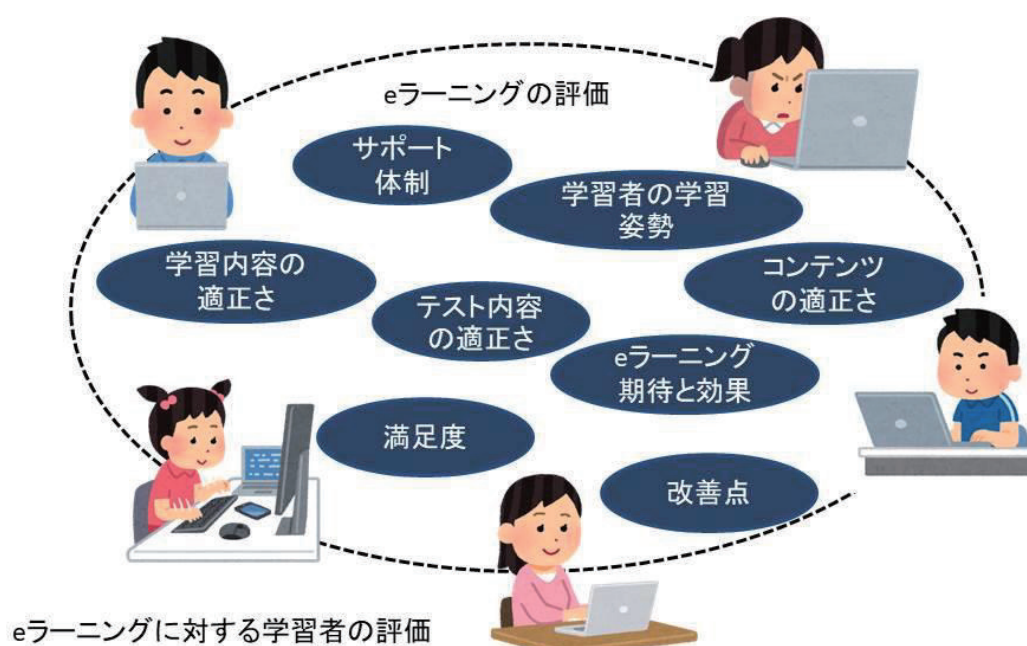 eラーニングの評価
サポート
体制
学習者の学習
姿勢
学習内容の
適正さ
コンテンツ
の適正さ
テスト内容
の適正さ
eラーニング
期待と効果
満足度
改善点
eラーニングに対する学習者の評価